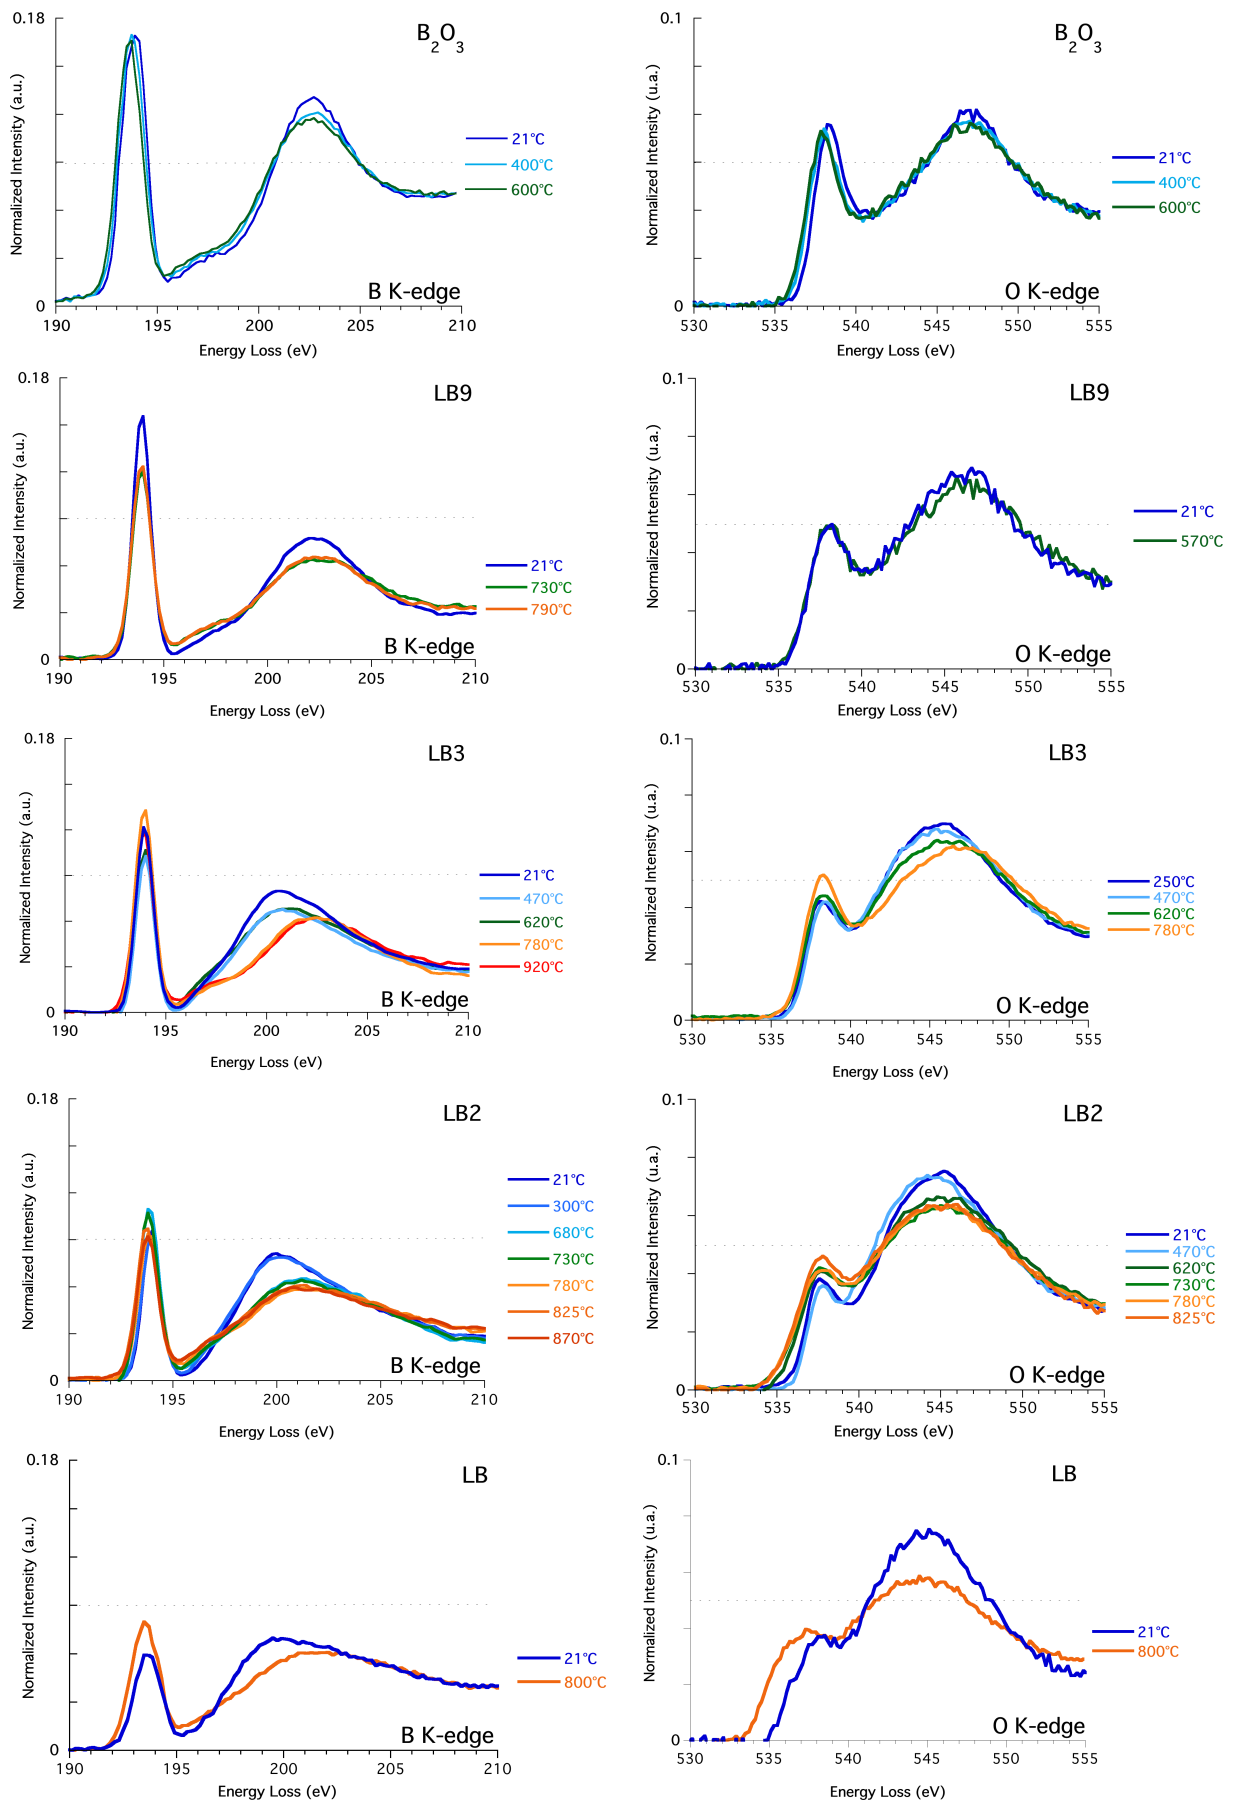 0.18
B2O3
Normalized Intensity (a.u.)
21°C
400°C
600°C
B K-edge
0
190 195 200 205 210
Energy Loss (eV)
0.1
B2O3
Normalized Intensity (u.a.)
21°C
400°C
600°C
O K-edge
0
530 535 540 545 550 555
Energy Loss (eV)
0.18
LB9
Normalized Intensity (a.u.)
21°C
730°C
790°C
B K-edge
0
190 195 200 205 210
Energy Loss (eV)
0.1
LB9
Normalized Intensity (u.a.)
21°C
570°C
O K-edge
0
530 535 540 545 550 555
Energy Loss (eV)
0.18
LB3
Normalized Intensity (a.u.)
21°C
470°C
620°C
780°C
920°C
B K-edge
0
190 195 200 205 210
Energy Loss (eV)
0.1
LB3
Normalized Intensity (u.a.)
250°C
470°C
620°C
780°C
O K-edge
0
530 535 540 545 550 555
Energy Loss (eV)
0.18
LB2
Normalized Intensity (a.u.)
21°C
300°C
680°C
730°C
780°C
825°C
870°C
B K-edge
0
190 195 200 205 210
Energy Loss (eV)
0.1
LB2
Normalized Intensity (u.a.)
21°C
470°C
620°C
730°C
780°C
825°C
O K-edge
0
530 535 540 545 550 555
Energy Loss (eV)
0.18
LB
Normalized Intensity (a.u.)
21°C
800°C
B K-edge
0
190 195 200 205 210
Energy Loss (eV)
0.1
LB
Normalized Intensity (u.a.)
21°C
800°C
O K-edge
0
530 535 540 545 550 555
Energy Loss (eV)